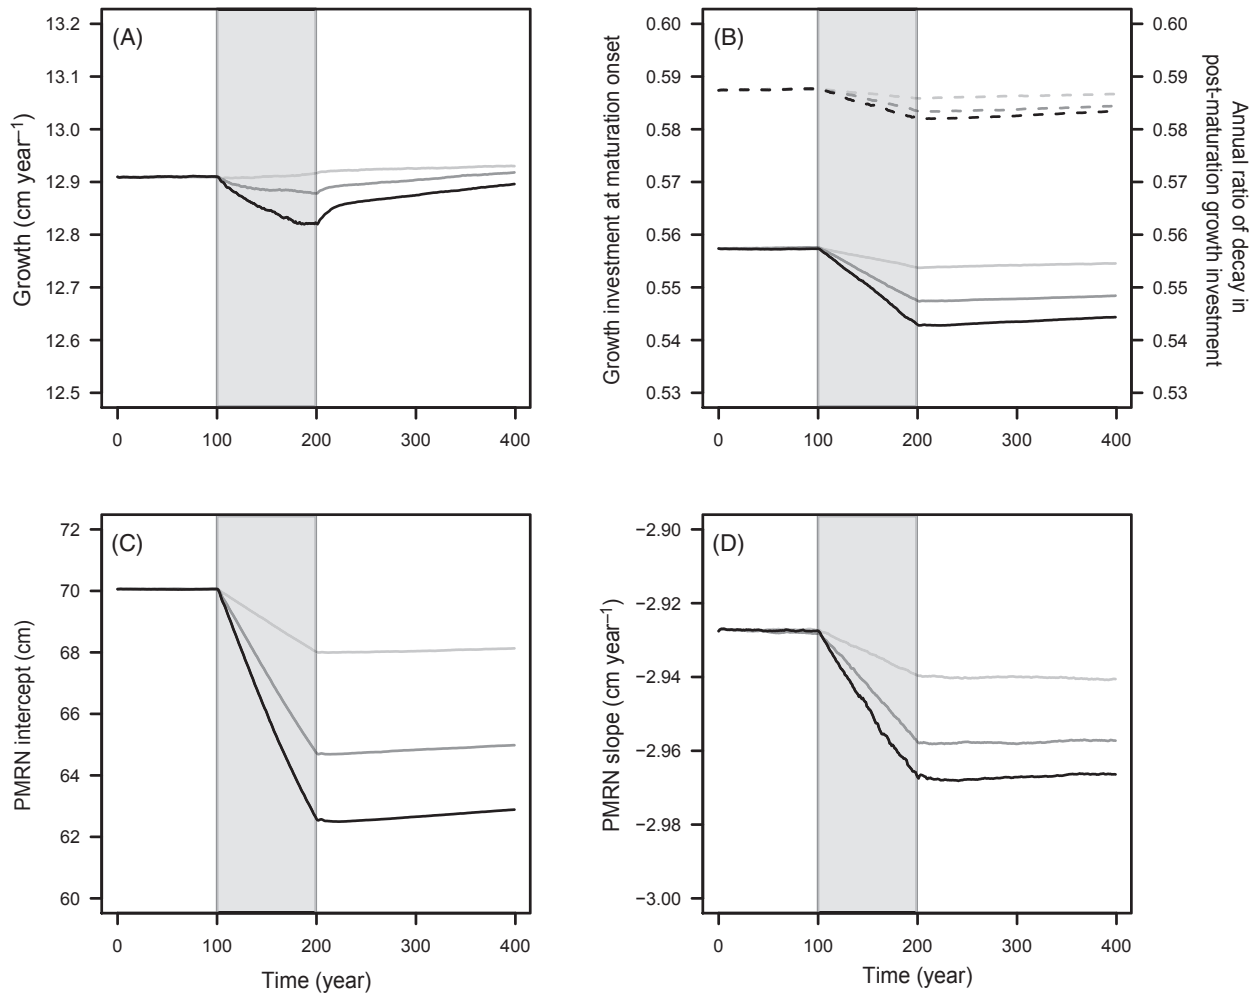 (A)
Growth (cm year−1)
13.2
13.1
13.0
12.9
12.8
12.7
12.6
12.5
0 100 200 300 400
(B)
Growth investment at maturation onset
0.60
0.59
0.58
0.57
0.56
0.55
0.54
0.53
0 100 200 300 400
0.60
0.59
0.58
0.57
0.56
0.55
0.54
0.53
Annual ratio of decay in
post-maturation growth investment
(C)
PMRN intercept (cm)
72
70
68
66
64
62
60
0 100 200 300 400
Time (year)
(D)
PMRN slope (cm year−1)
−2.90
−2.92
−2.94
−2.96
−2.98
−3.00
0 100 200 300 400
Time (year)